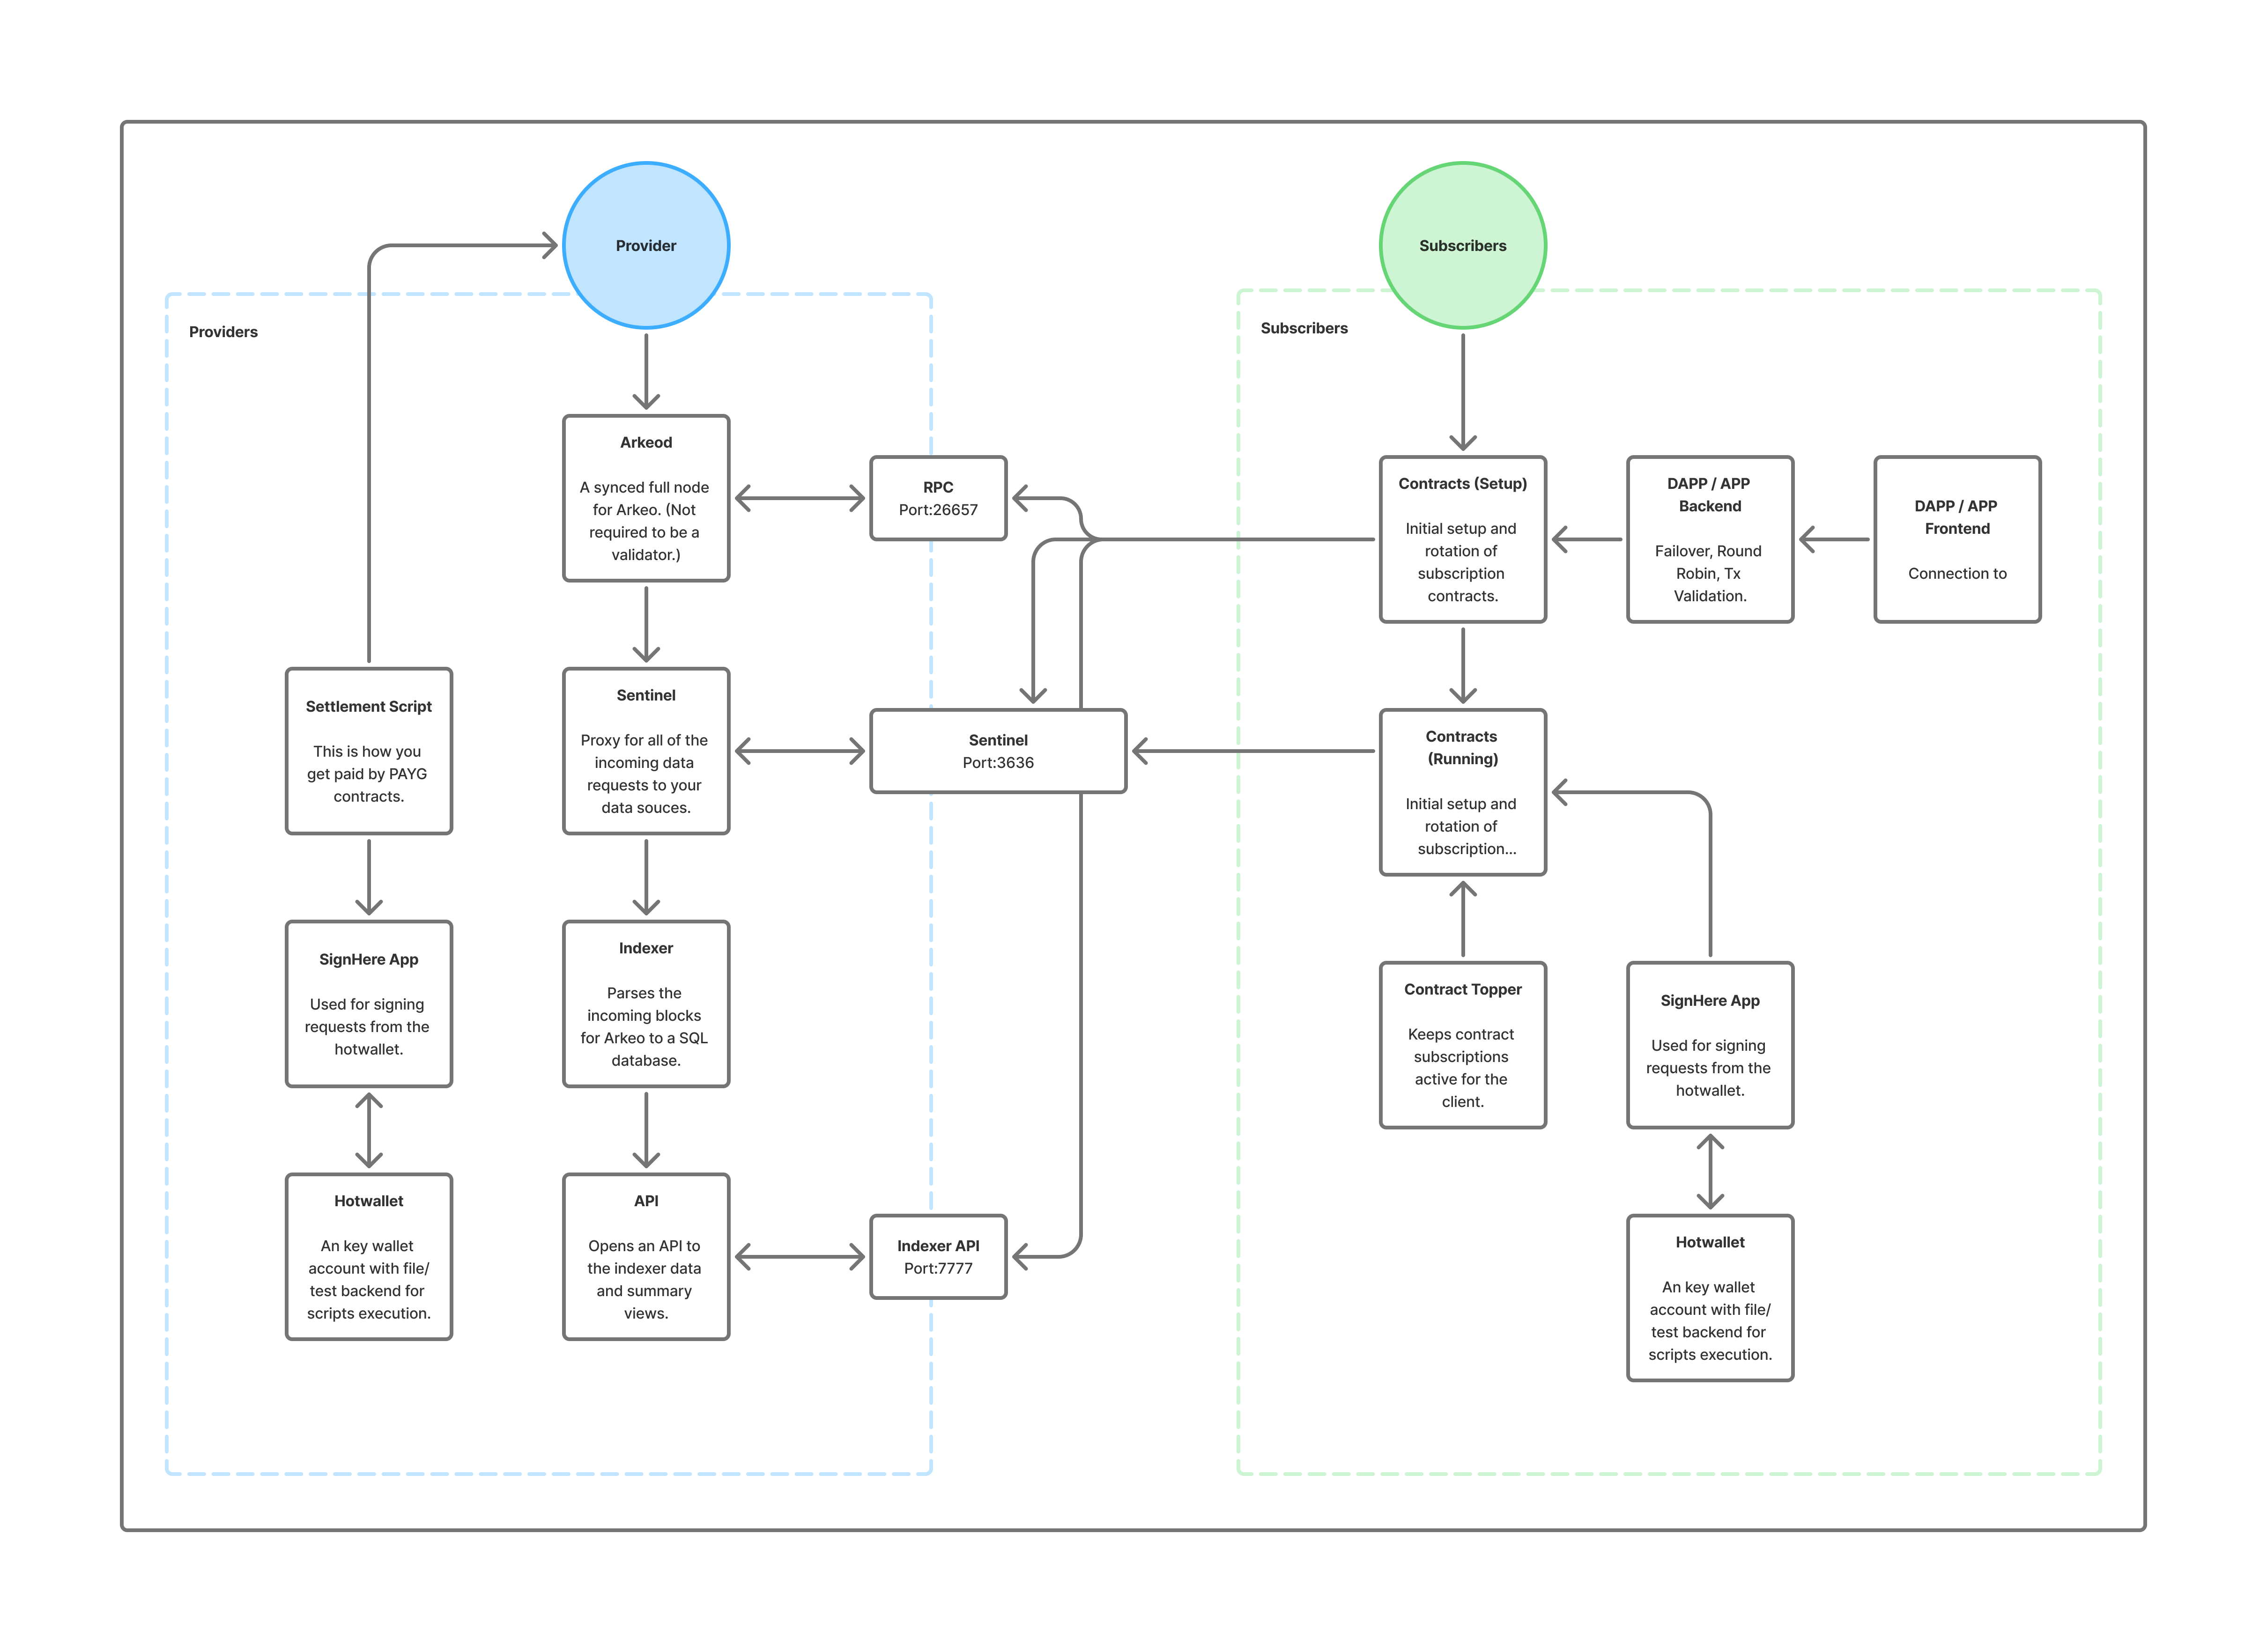 Provider
Subscribers
Providers
Subscribers
Arkeod
A synced full node
for Arkeo. (Not
required to be a
validator.)
RPC
Port:26657
Contracts (Setup)
Initial setup and
rotation of
subscription
contracts.
DAPP / APP
Backend
Failover, Round
Robin, Tx
Validation.
DAPP / APP
Frontend
Connection to
Settlement Script
This is how you
get paid by PAYG
contracts.
Sentinel
Proxy for all of the
incoming data
requests to your
data souces.
Sentinel
Port:3636
Contracts
(Running)
Initial setup and
rotation of
subscription...
SignHere App
Used for signing
requests from the
hotwallet.
Indexer
Parses the
incoming blocks
for Arkeo to a SQL
database.
Contract Topper
Keeps contract
subscriptions
active for the
client.
SignHere App
Used for signing
requests from the
hotwallet.
Hotwallet
An key wallet
account with file/
test backend for
scripts execution.
API
Opens an API to
the indexer data
and summary
views.
Indexer API
Port:7777
Hotwallet
An key wallet
account with file/
test backend for
scripts execution.